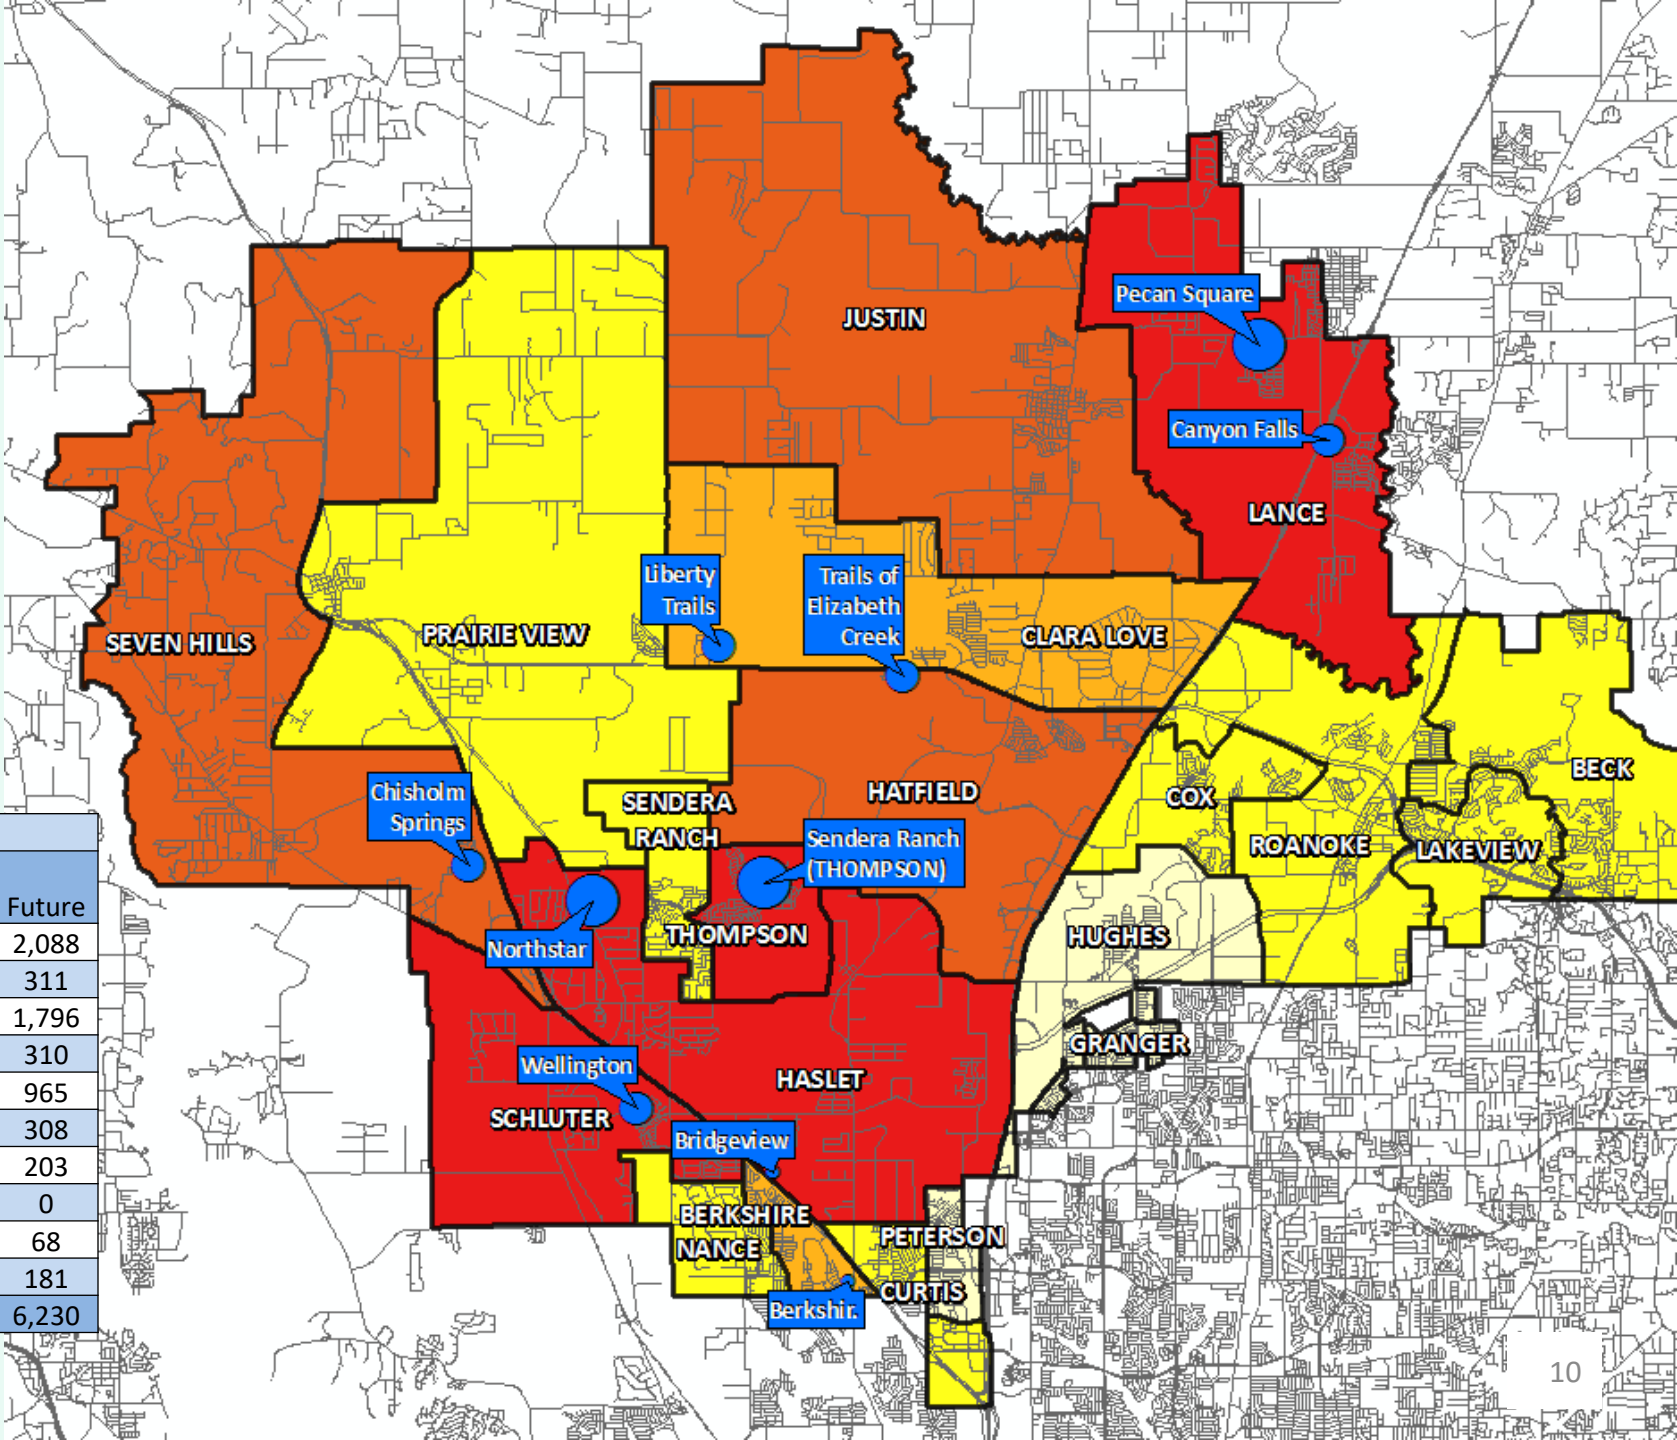 JUSTIN
Pecan Square
Canyon Falls
LANCE
Liberty
Trails
Trails of
Elizabeth
Creek
SEVEN HILLS
PRAIRIE VIEW
CLARA LOVE
BECK
Chisholm
Springs
SENDERA
RANCH
HATFIELD
COX
Sendera Ranch
(THOMPSON)
ROANOKE
LAKEVIEW
Future
2,088
311
1,796
310
965
308
203
0
68
181
6,230
Northstar
THOMPSON
HUGHES
GRANGER
Wellington
HASLET
SCHLUTER
Bridgeview
BERKSHIRE
NANCE
PETERSON
CURTIS
Berkshir.
10